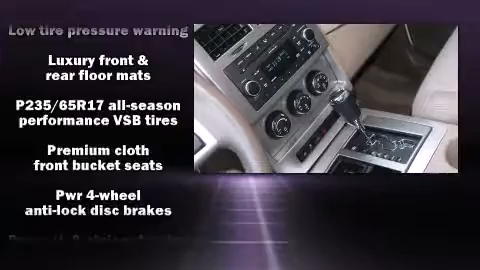 Low tire pressure warning
Luxury front &
rear floor mats
P235/65R17 all-season
performance VSB tires
Premium cloth
front bucket seats
Pwr 4-wheel
anti-lock disc brakes